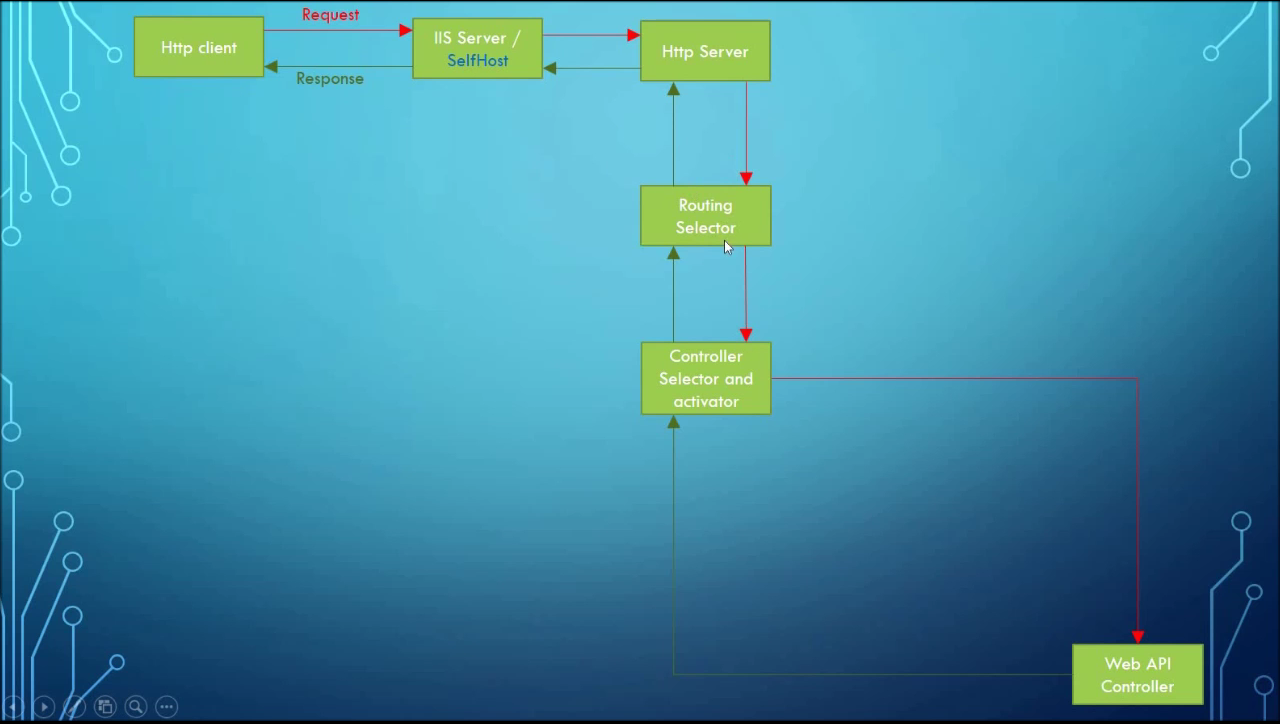 Request
Http client
IIS Server /
SelfHost
Http Server
Response
Routing
Selector
Controller
Selector and
activator
Web API
Controller